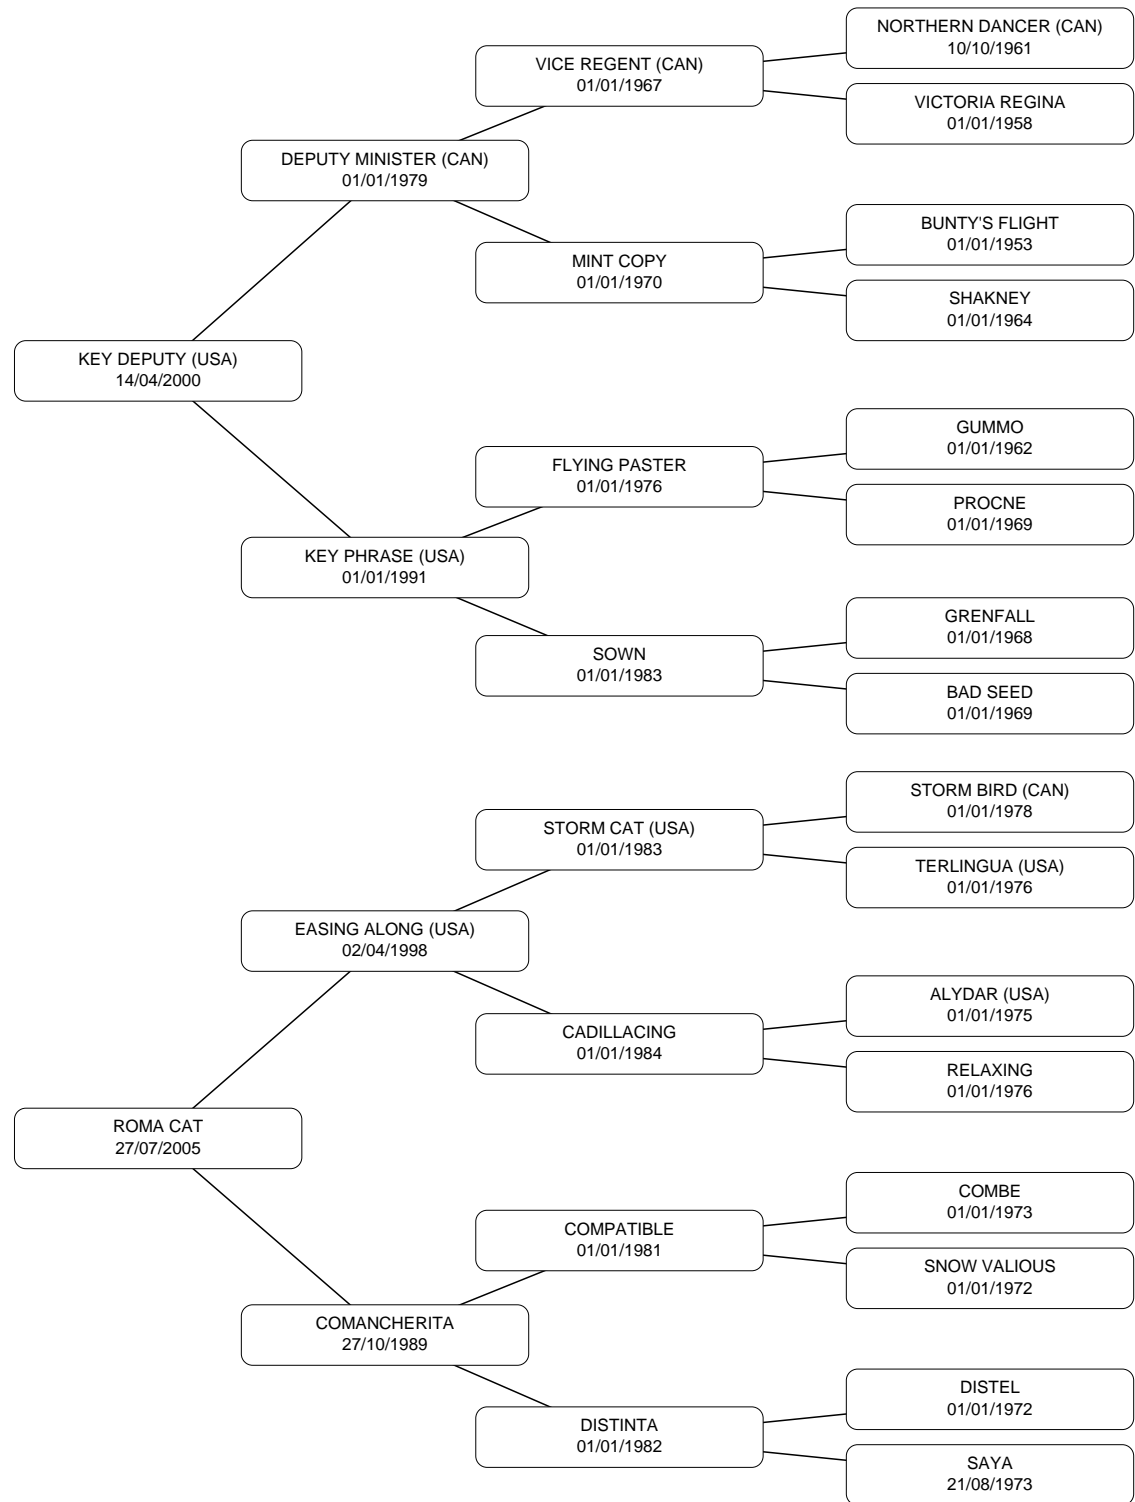 NORTHERN DANCER (CAN)
10/10/1961
VICE REGENT (CAN)
01/01/1967
VICTORIA REGINA
01/01/1958
DEPUTY MINISTER (CAN)
01/01/1979
BUNTY'S FLIGHT
01/01/1953
MINT COPY
01/01/1970
SHAKNEY
01/01/1964
KEY DEPUTY (USA)
14/04/2000
GUMMO
01/01/1962
FLYING PASTER
01/01/1976
PROCNE
01/01/1969
KEY PHRASE (USA)
01/01/1991
GRENFALL
01/01/1968
SOWN
01/01/1983
BAD SEED
01/01/1969
STORM BIRD (CAN)
01/01/1978
STORM CAT (USA)
01/01/1983
TERLINGUA (USA)
01/01/1976
EASING ALONG (USA)
02/04/1998
ALYDAR (USA)
01/01/1975
CADILLACING
01/01/1984
RELAXING
01/01/1976
ROMA CAT
27/07/2005
COMBE
01/01/1973
COMPATIBLE
01/01/1981
SNOW VALIOUS
01/01/1972
COMANCHERITA
27/10/1989
DISTEL
01/01/1972
DISTINTA
01/01/1982
SAYA
21/08/1973